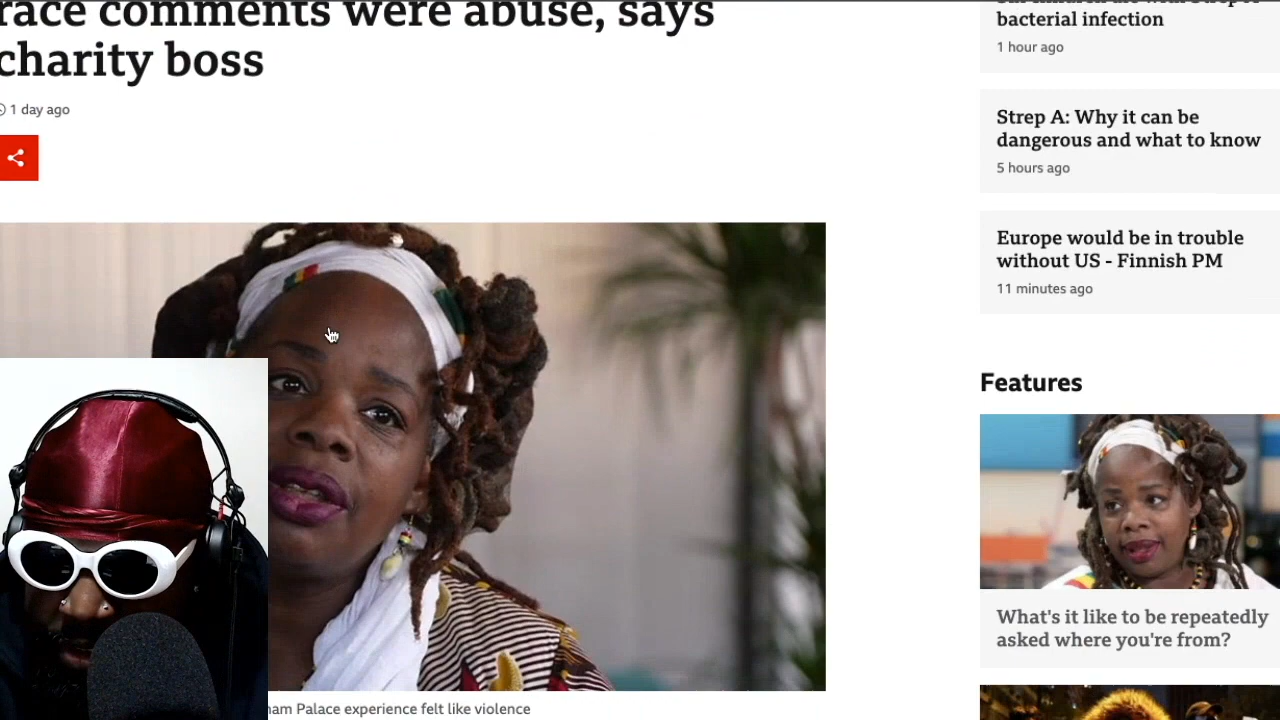 race comments were abuse, says
charity boss
1 day ago
Palace experience felt like violence
bacterial infection
1 hour ago
Strep A: Why it can be
dangerous and what to know
5 hours ago
Europe would be in trouble
without US - Finnish PM
11 minutes ago
Features
What's it like to be repeatedly
asked where you're from?